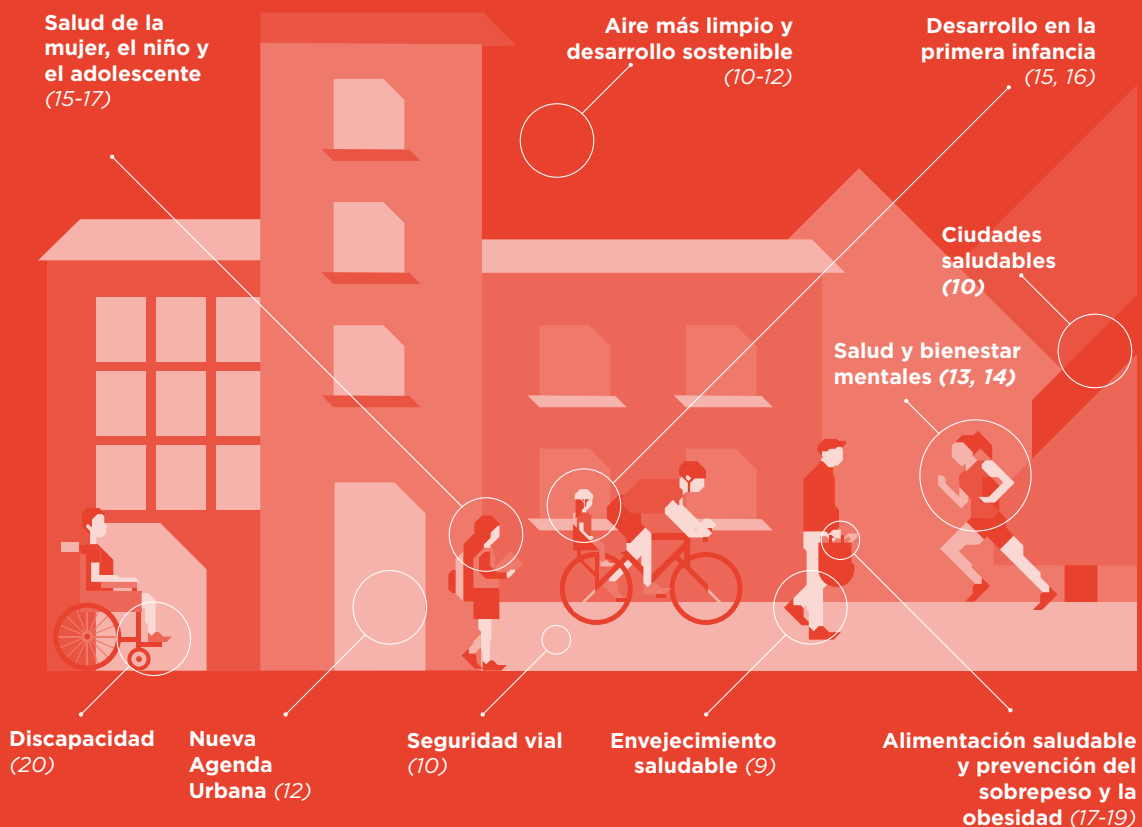 Salud de la
mujer, el niño y
el adolescente
(15-17)
Aire más limpio y
desarrollo sostenible
(10-12)
Desarrollo en la
primera infancia
(15, 16)
Ciudades
saludables
(10)
Salud y bienestar
mentales (13, 14)
Discapacidad
(20)
Nueva
Agenda
Urbana (12)
Seguridad vial
(10)
Envejecimiento
saludable (9)
Alimentación saludable
y prevención del
sobrepeso y la
obesidad (17-19)